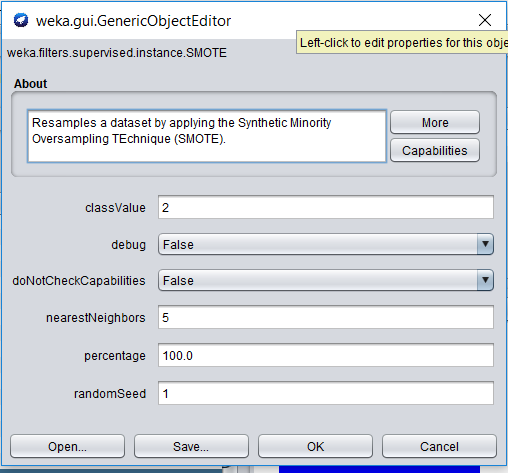 weka.gui.GenericObjectEditor
Left-click to edit properties for this obje
weka.filters.supervised.instance.SMOTE
About
Resamples a dataset by applying the Synthetic Minority
Oversampling TEchnique (SMOTE).
More
Capabilities
classValue 2
debug False
doNotCheckCapabilities False
nearestNeighbors 5
percentage 100.0
randomSeed 1
Open... Save... OK Cancel